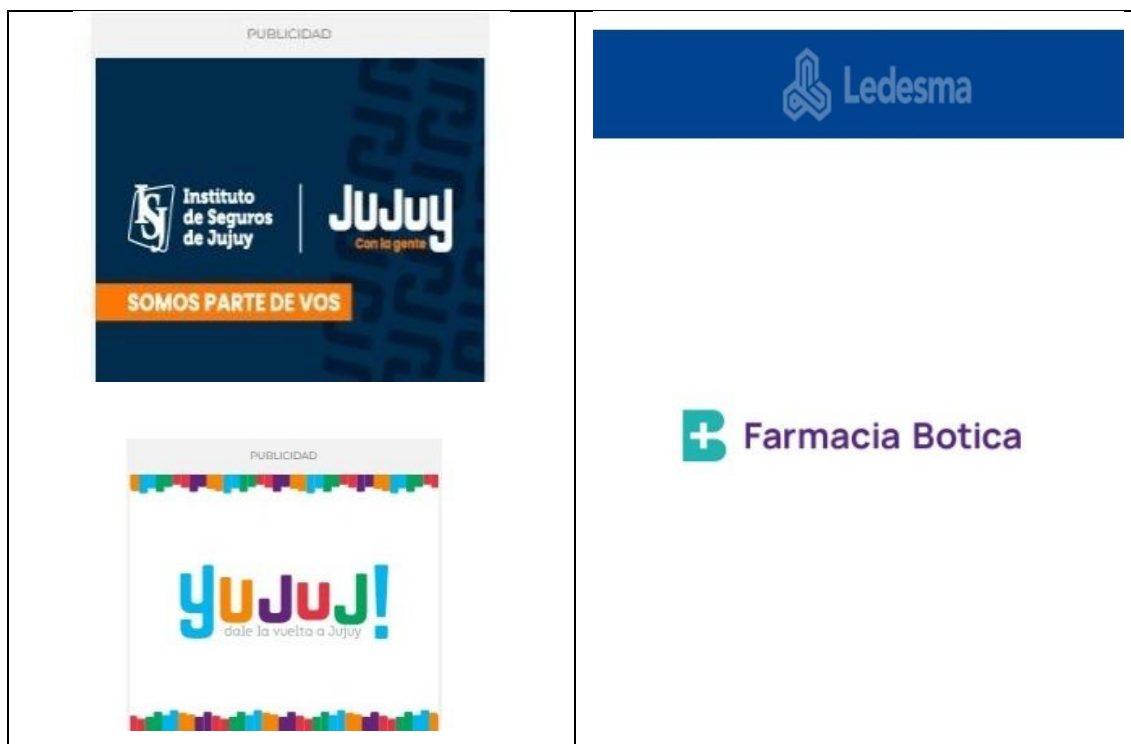 PUBLICIDAD
ISJ
Instituto
de Seguros
de Jujuy
JUJUY
Con la gente
SOMOS PARTE DE VOS
PUBLICIDAD
yuJuJ!
dale la vuelta a Jujuy
Ledesma
Farmacia Botica